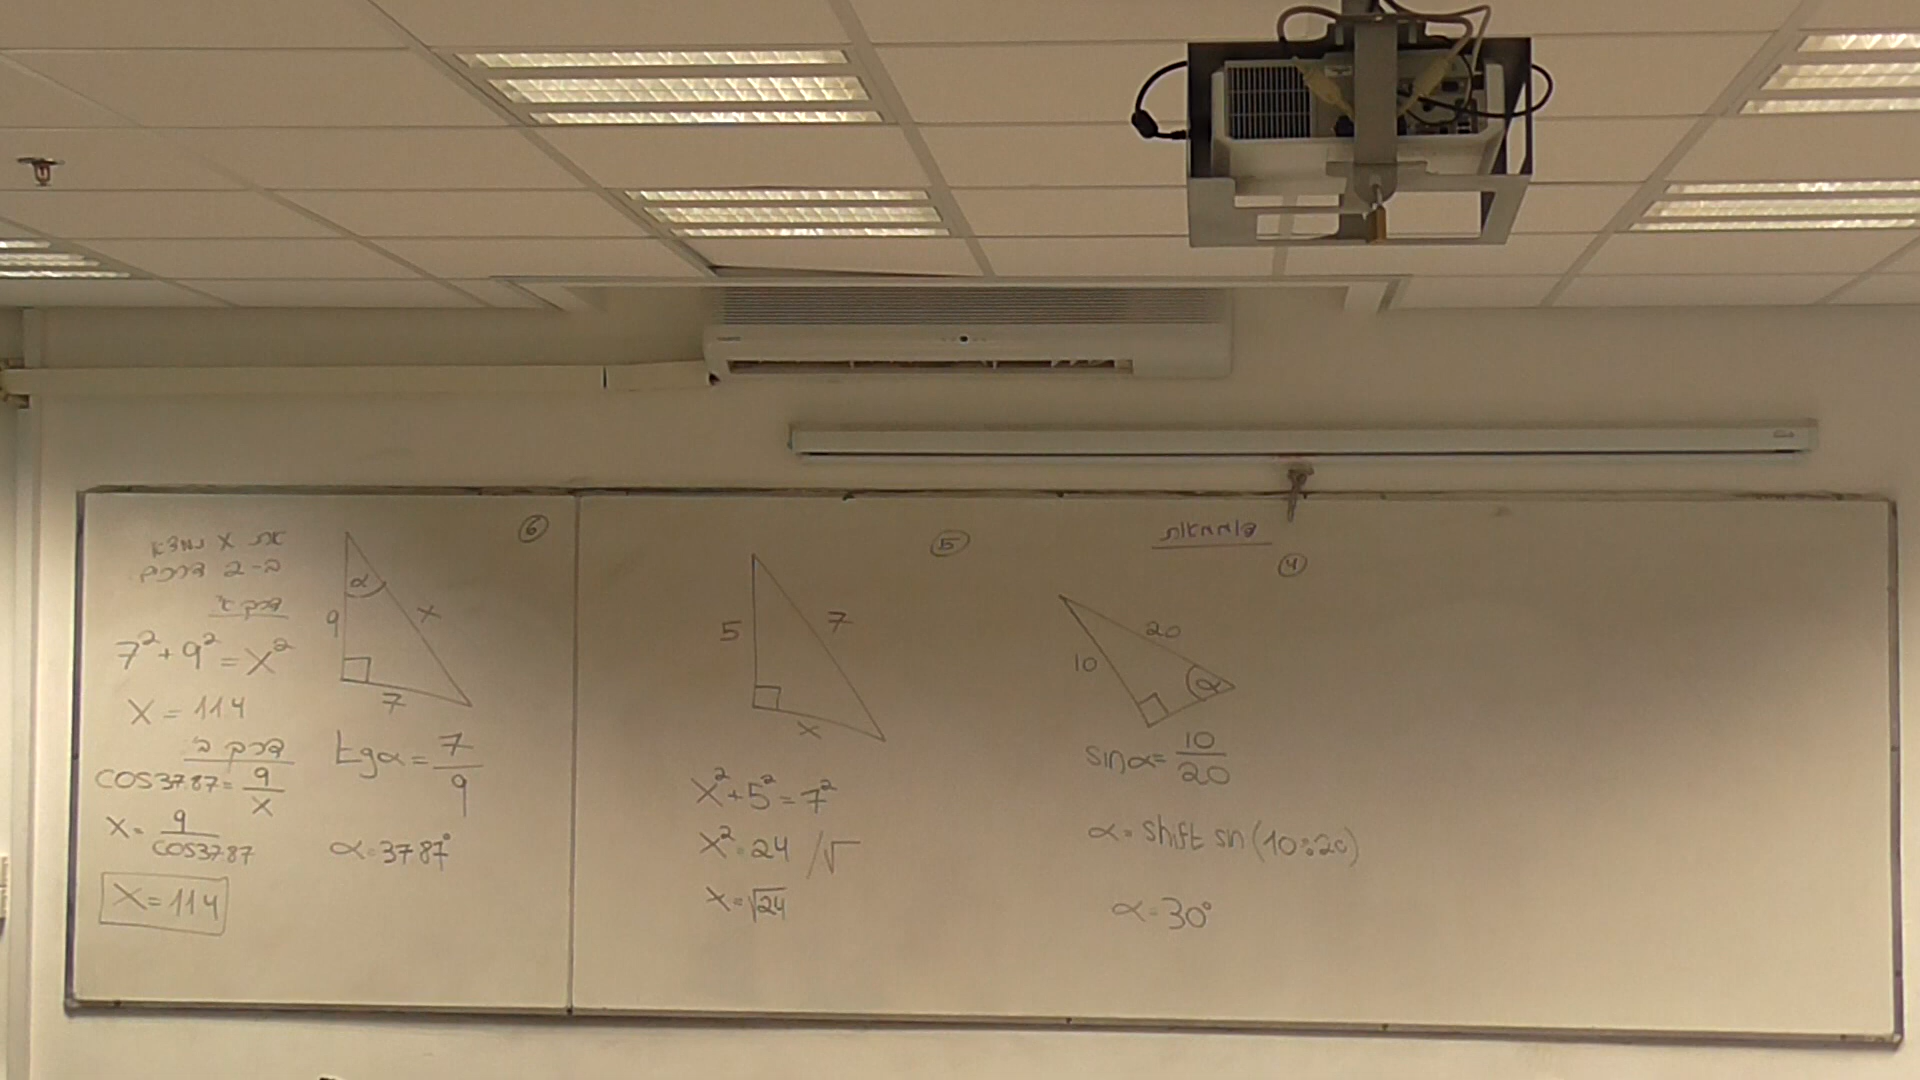 דוגמאות
④
20
10
α
sinα = 10/20
α = shift sin(10:20)
α = 30°
⑤
5
7
x
x² + 5² = 7²
x² = 24 /√
x = √24
⑥
את x נמצא
ב-2 דרכים
α
9
x
7
דרך א'
7² + 9² = x²
x = 11.4
tgα = 7/9
α = 37.87°
דרך ב'
cos37.87 = 9/x
x = 9/cos37.87
x = 11.4